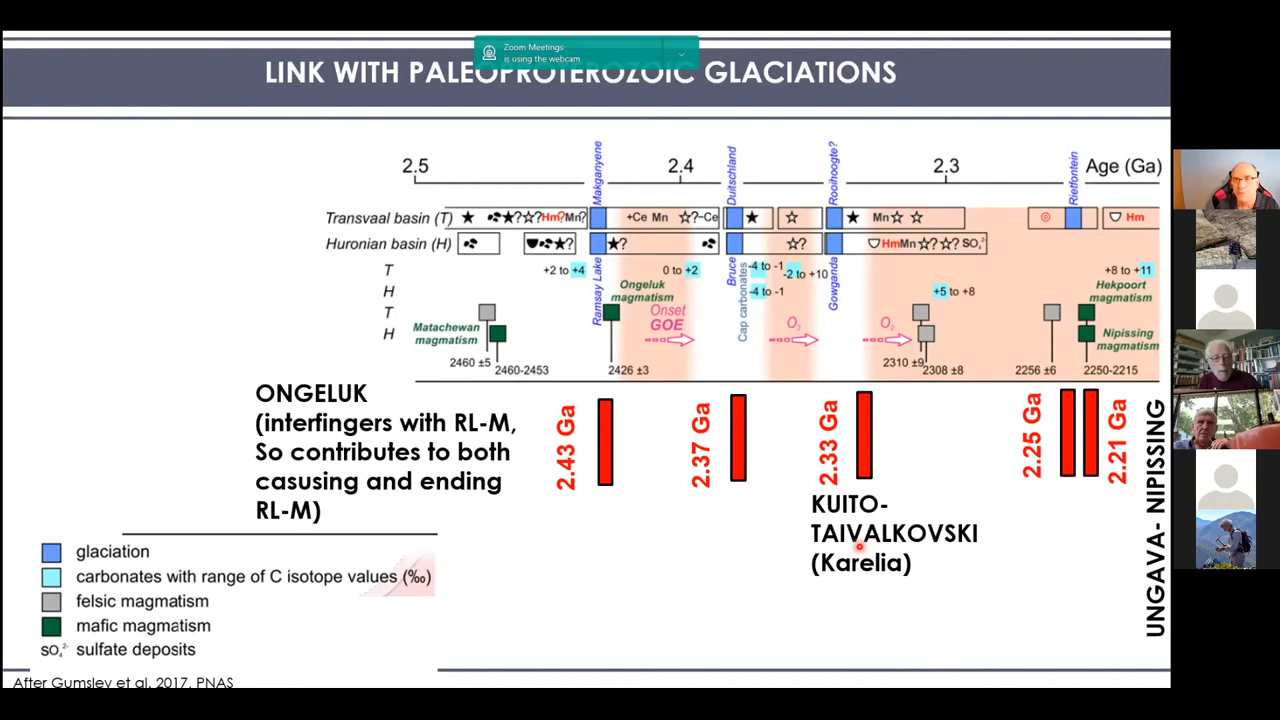 Zoom Meetings
is using the webcam
LINK WITH PALEOPROTEROZOIC GLACIATIONS
2.5
2.4
2.3
Age (Ga)
Makganyene
Duitschland
Rooihoogte?
Rietfontein
Transvaal basin (T)
★ ★?☆?Hm?Mn?
+Ce Mn ☆?−Ce
★
☆
★ Mn☆ ☆
Hm
Huronian basin (H)
★?
★?
☆?
HmMn☆? ☆? SO₄²⁻
T
+2 to +4
0 to +2
-4 to -1
-2 to +10
+8 to +11
H
-4 to -1
+5 to +8
T
H
Ramsay Lake
Bruce
Cap carbonates
Gowganda
Matachewan
magmatism
Ongeluk
magmatism
Onset
GOE
O₂
O₂
Hekpoort
magmatism
Nipissing
magmatism
2460 ±5
2460-2453
2426 ±3
2310 ±9
2308 ±8
2256 ±6
2250-2215
ONGELUK
(interfingers with RL-M,
So contributes to both
casusing and ending
RL-M)
2.43 Ga
2.37 Ga
2.33 Ga
2.25 Ga
2.21 Ga
KUITO-
TAIVALKOVSKI
(Karelia)
UNGAVA- NIPISSING
glaciation
carbonates with range of C isotope values (‰)
felsic magmatism
mafic magmatism
SO₄²⁻ sulfate deposits
After Gumsley et al. 2017, PNAS